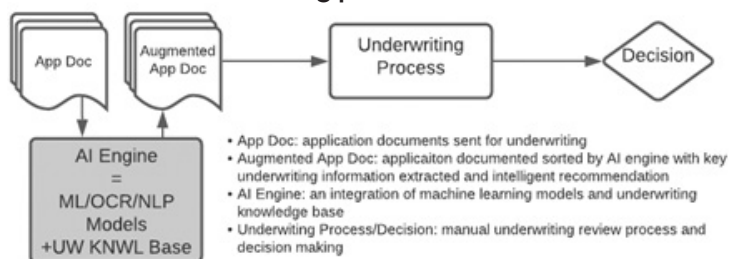 App Doc
Augmented
App Doc
Underwriting
Process
Decision
AI Engine
=
ML/OCR/NLP
Models
+UW KNWL Base
• App Doc: application documents sent for underwriting
• Augmented App Doc: applicaiton documented sorted by AI engine with key
underwriting information extracted and intelligent recommendation
• AI Engine: an integration of machine learning models and underwriting
knowledge base
• Underwiting Process/Decision: manual underwriting review process and
decision making